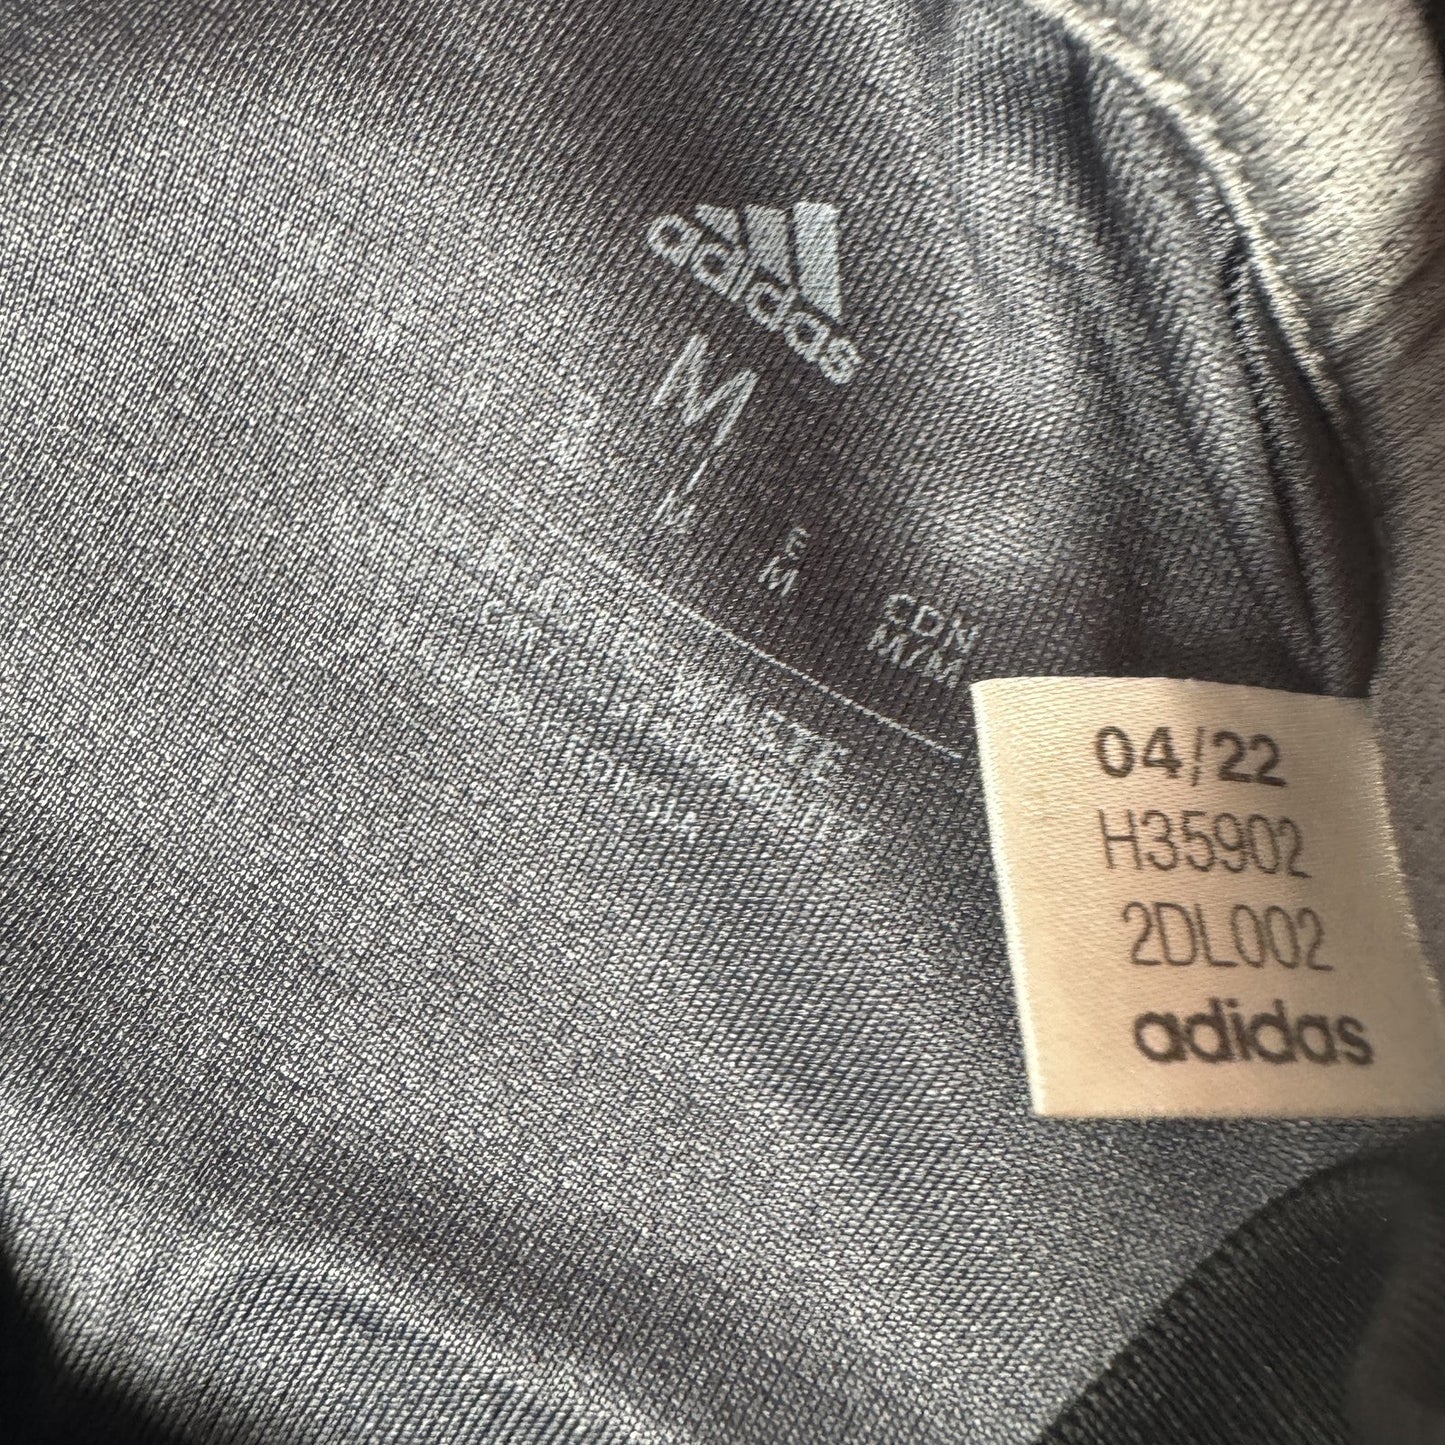 adidas
M
F
M
CDN
M/M
04/22
H35902
2DL002
adidas